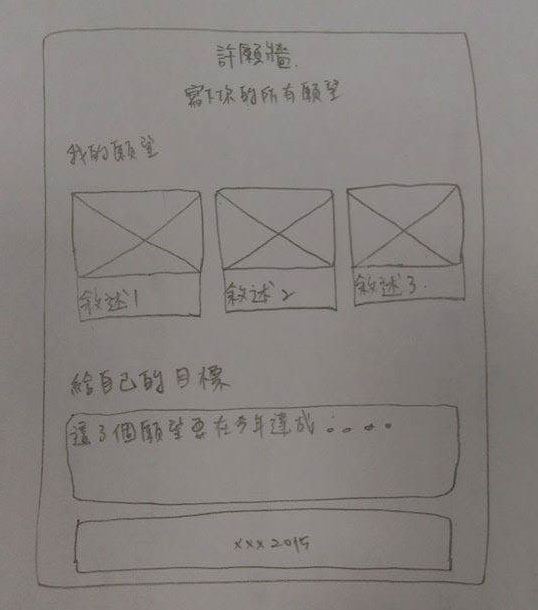 許願牆.
寫下你的所有願望
我的願望
敘述1
敘述2
敘述3.
給自己的目標
這3個願望要在今年達成:。。。
xxx2015